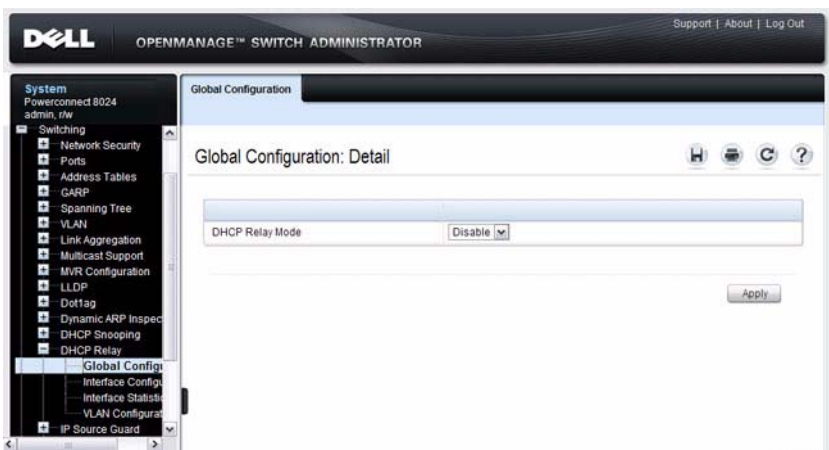 Support | About | Log Out
DELL OPENMANAGE™ SWITCH ADMINISTRATOR
System
Powerconnect 8024
admin, r/w
Switching
Network Security
Ports
Address Tables
GARP
Spanning Tree
VLAN
Link Aggregation
Multicast Support
MVR Configuration
LLDP
Dot1ag
Dynamic ARP Inspec
DHCP Snooping
DHCP Relay
Global Configu
Interface Configu
Interface Statistic
VLAN Configurat
IP Source Guard
Global Configuration
Global Configuration: Detail
DHCP Relay Mode Disable
Apply